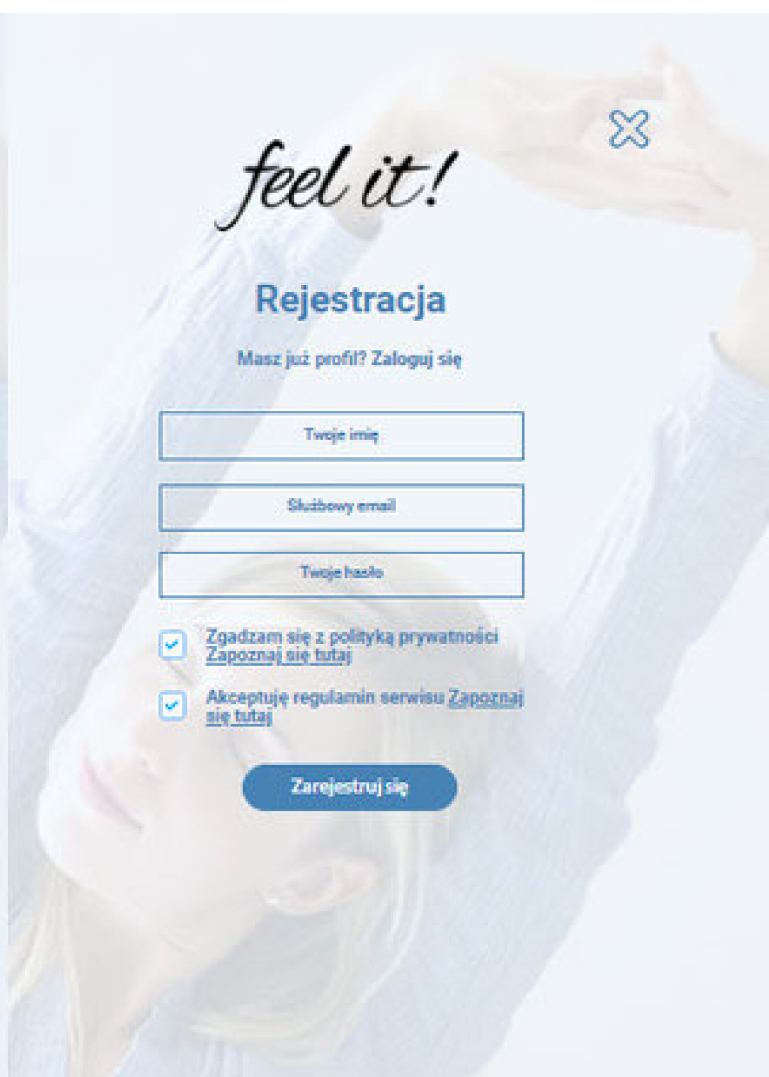 feel it!
Rejestracja
Masz już profil? Zaloguj się
Twoje imię
Służbowy email
Twoje hasło
Zgadzam się z polityką prywatności
Zapoznaj się tutaj
Akceptuję regulamin serwisu Zapoznaj
się tutaj
Zarejestruj się